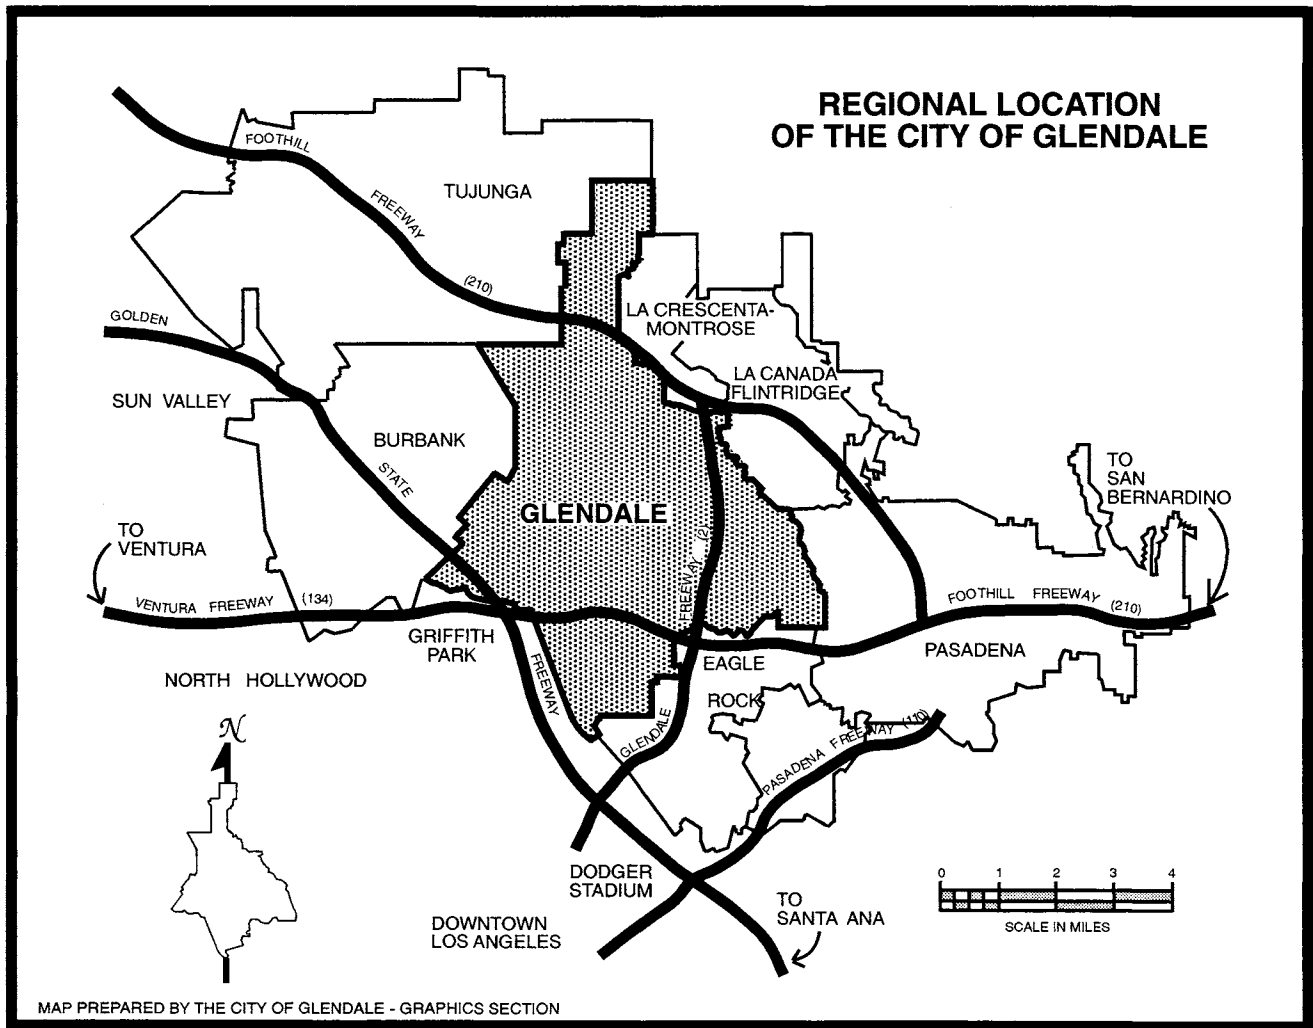 REGIONAL LOCATION
OF THE CITY OF GLENDALE
FOOTHILL
FREEWAY
(210)
TUJUNGA
GOLDEN
STATE
FREEWAY
LA CRESCENTA-
MONTROSE
LA CANADA
FLINTRIDGE
SUN VALLEY
BURBANK
GLENDALE
TO
SAN
BERNARDINO
TO
VENTURA
VENTURA FREEWAY (134)
FREEWAY (2)
GLENDALE
FOOTHILL FREEWAY (210)
GRIFFITH
PARK
EAGLE
ROCK
PASADENA
NORTH HOLLYWOOD
PASADENA FREEWAY (110)
N
DODGER
STADIUM
DOWNTOWN
LOS ANGELES
TO
SANTA ANA
0 1 2 3 4
SCALE IN MILES
MAP PREPARED BY THE CITY OF GLENDALE - GRAPHICS SECTION